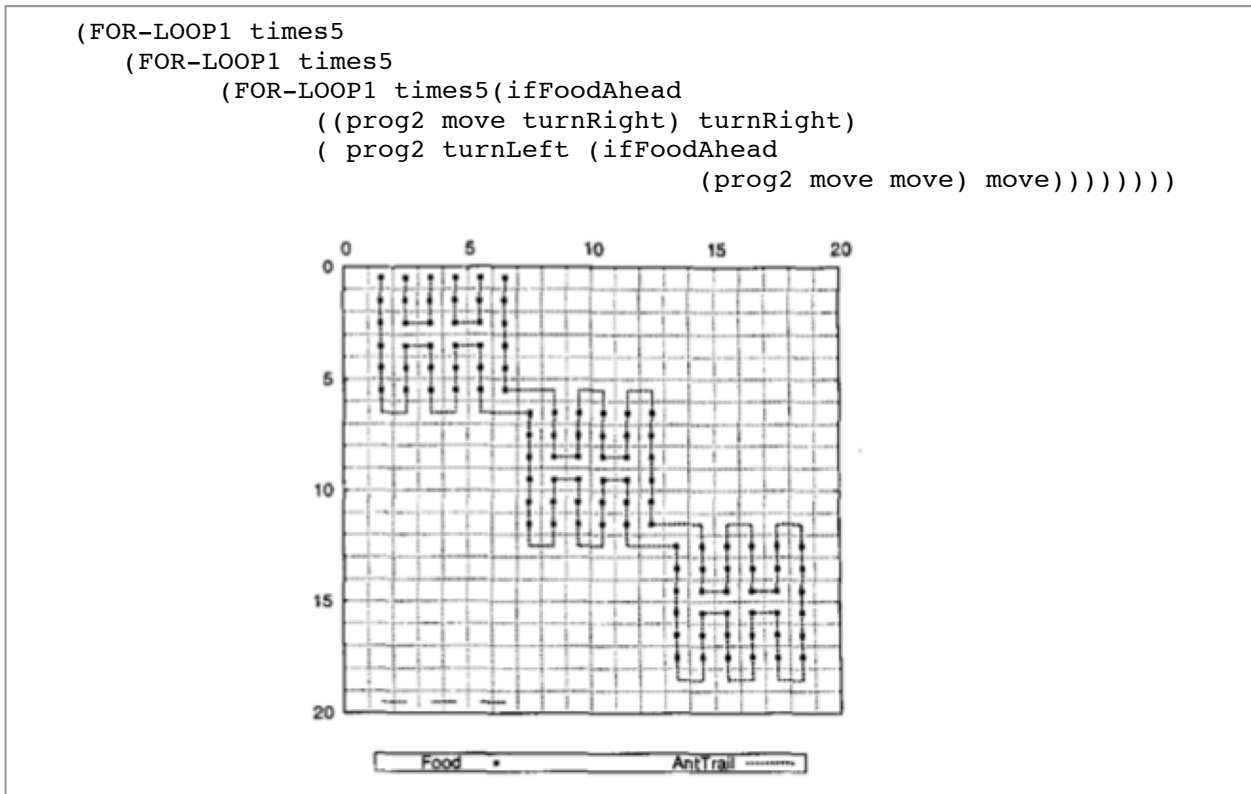 (FOR-LOOP1 times5
(FOR-LOOP1 times5
(FOR-LOOP1 times5(ifFoodAhead
((prog2 move turnRight) turnRight)
( prog2 turnLeft (ifFoodAhead
(prog2 move move) move))))))))
0 5 10 15 20
0
5
10
15
20
Food AntTrail